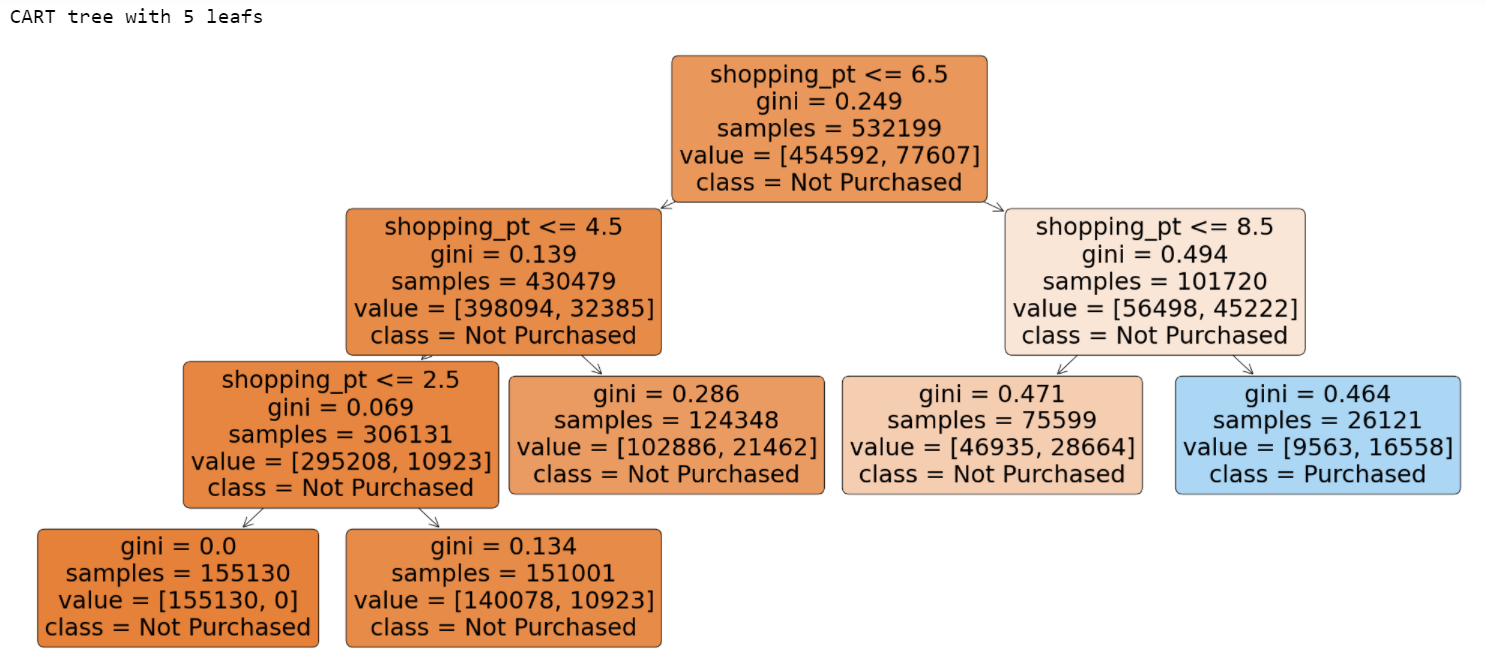 CART tree with 5 leafs
shopping_pt <= 6.5
gini = 0.249
samples = 532199
value = [454592, 77607]
class = Not Purchased
shopping_pt <= 4.5
gini = 0.139
samples = 430479
value = [398094, 32385]
class = Not Purchased
shopping_pt <= 8.5
gini = 0.494
samples = 101720
value = [56498, 45222]
class = Not Purchased
shopping_pt <= 2.5
gini = 0.069
samples = 306131
value = [295208, 10923]
class = Not Purchased
gini = 0.286
samples = 124348
value = [102886, 21462]
class = Not Purchased
gini = 0.471
samples = 75599
value = [46935, 28664]
class = Not Purchased
gini = 0.464
samples = 26121
value = [9563, 16558]
class = Purchased
gini = 0.0
samples = 155130
value = [155130, 0]
class = Not Purchased
gini = 0.134
samples = 151001
value = [140078, 10923]
class = Not Purchased